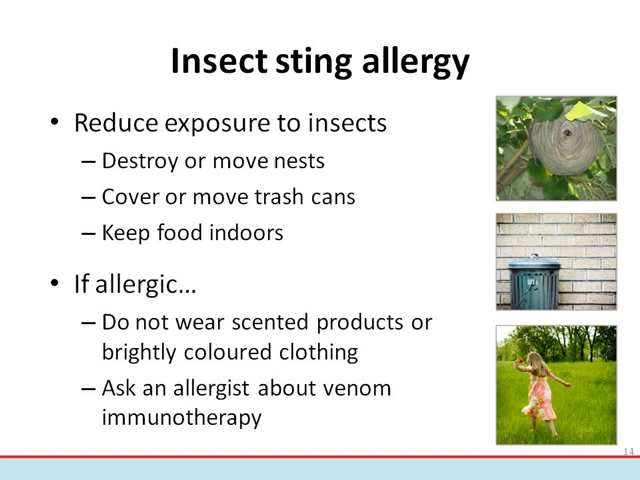 Insect sting allergy
• Reduce exposure to insects
– Destroy or move nests
– Cover or move trash cans
– Keep food indoors
• If allergic…
– Do not wear scented products or
brightly coloured clothing
– Ask an allergist about venom
immunotherapy
14